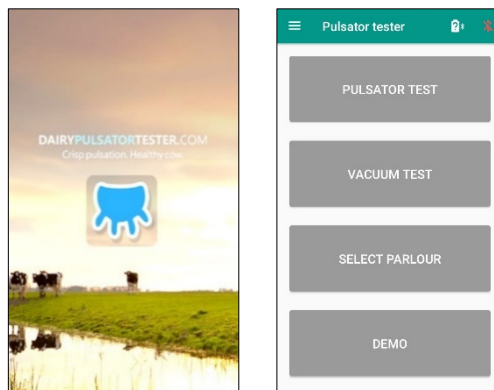 DAIRYPULSATORTESTER.COM
Crisp pulsation. Healthy cow.
Pulsator tester
PULSATOR TEST
VACUUM TEST
SELECT PARLOUR
DEMO